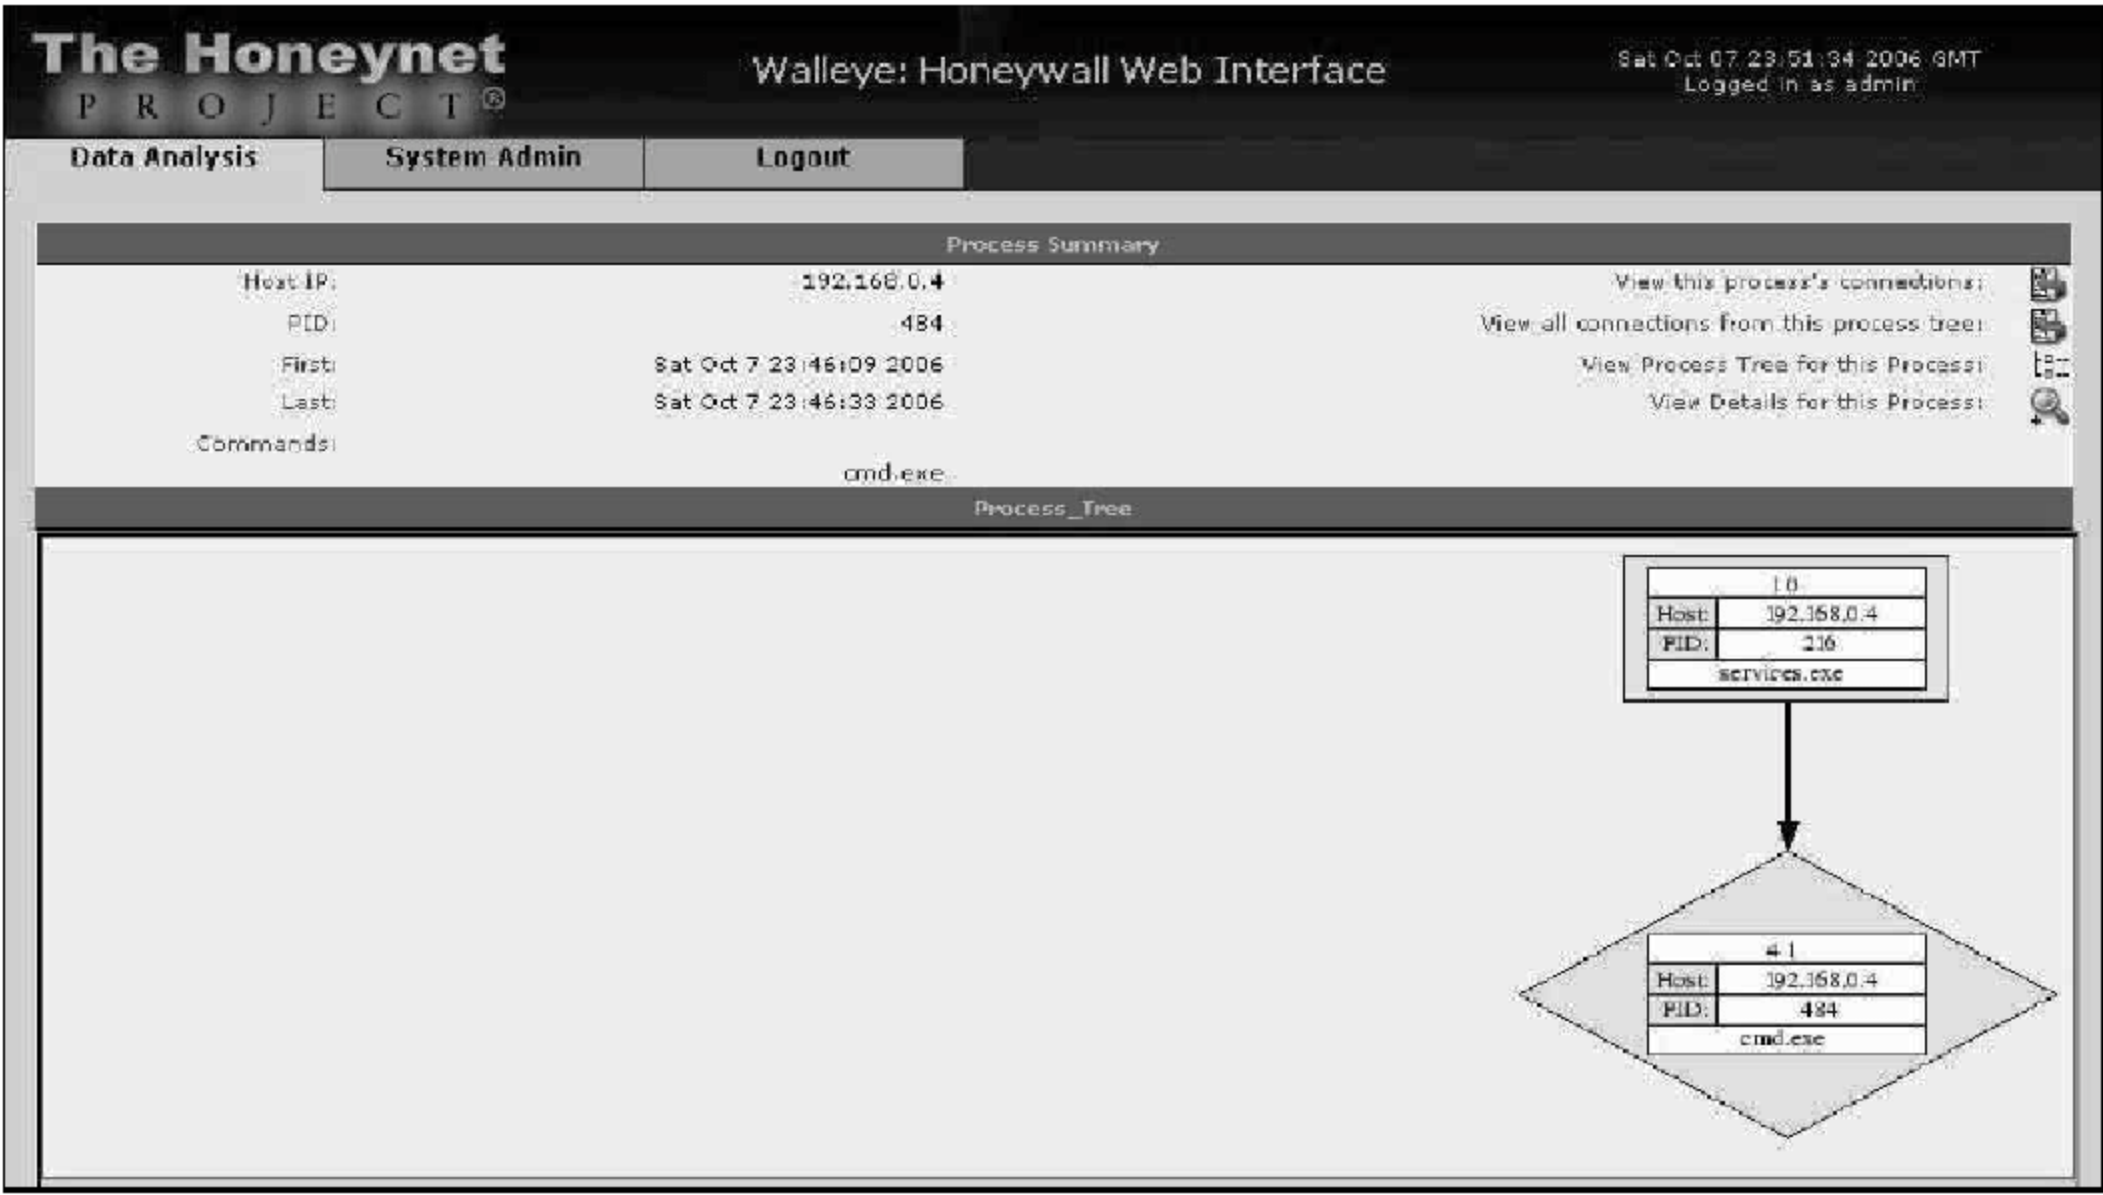 The Honeynet
PROJECT®
Walleye: Honeywall Web Interface
Sat Oct 07 23:51:34 2006 GMT
Logged in as admin
Data Analysis
System Admin
Logout
Process Summary
Host IP: 192.168.0.4 View this process's connections:
PID: 484 View all connections from this process tree:
First: Sat Oct 7 23:46:09 2006 View Process Tree for this Process:
Last: Sat Oct 7 23:46:33 2006 View Details for this Process:
Commands:
cmd.exe
Process_Tree
1 0
Host: 192.168.0.4
PID: 216
services.exe
4 1
Host: 192.168.0.4
PID: 484
cmd.exe